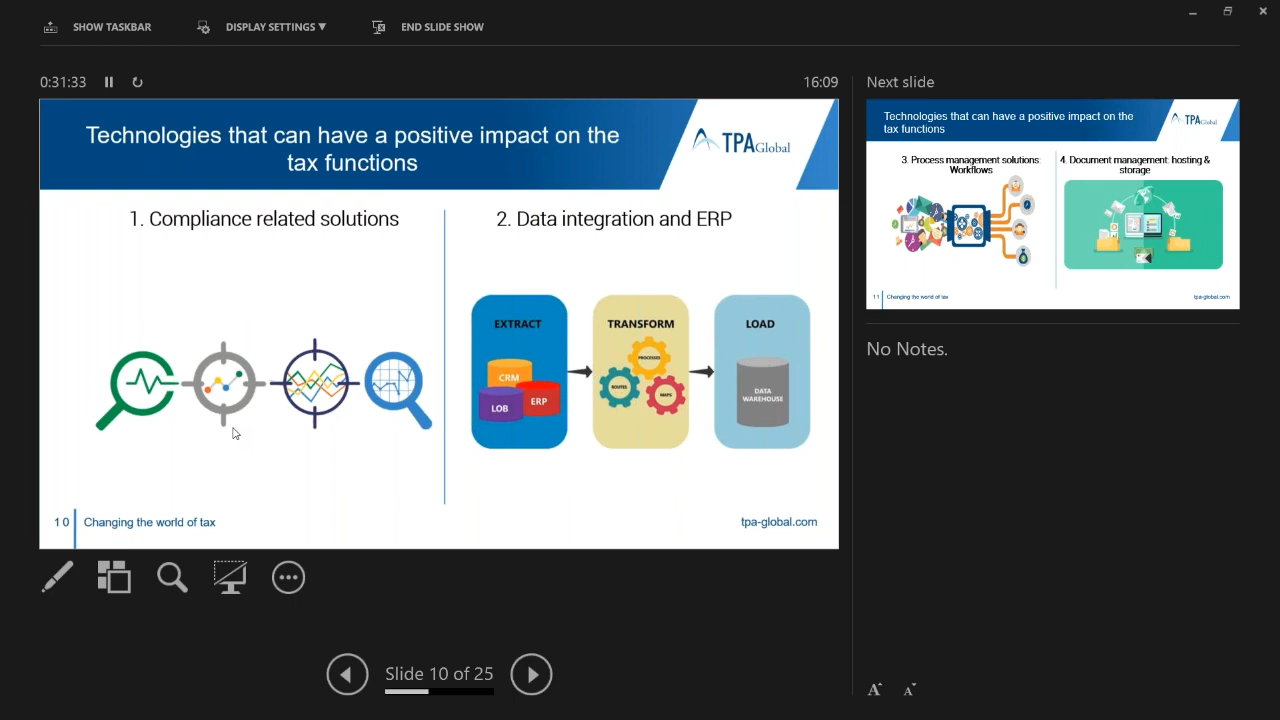 SHOW TASKBAR
DISPLAY SETTINGS ▼
END SLIDE SHOW
0:31:33
16:09
Technologies that can have a positive impact on the
tax functions
TPA Global
1. Compliance related solutions
2. Data integration and ERP
EXTRACT
CRM
LOB
ERP
TRANSFORM
PROCESSES
ROUTES
MAPS
LOAD
DATA
WAREHOUSE
10
Changing the world of tax
tpa-global.com
Slide 10 of 25
Next slide
Technologies that can have a positive impact on the
tax functions
TPA Global
3. Process management solutions:
Workflows
4. Document management: hosting &
storage
11
Changing the world of tax
tpa-global.com
No Notes.
A
A